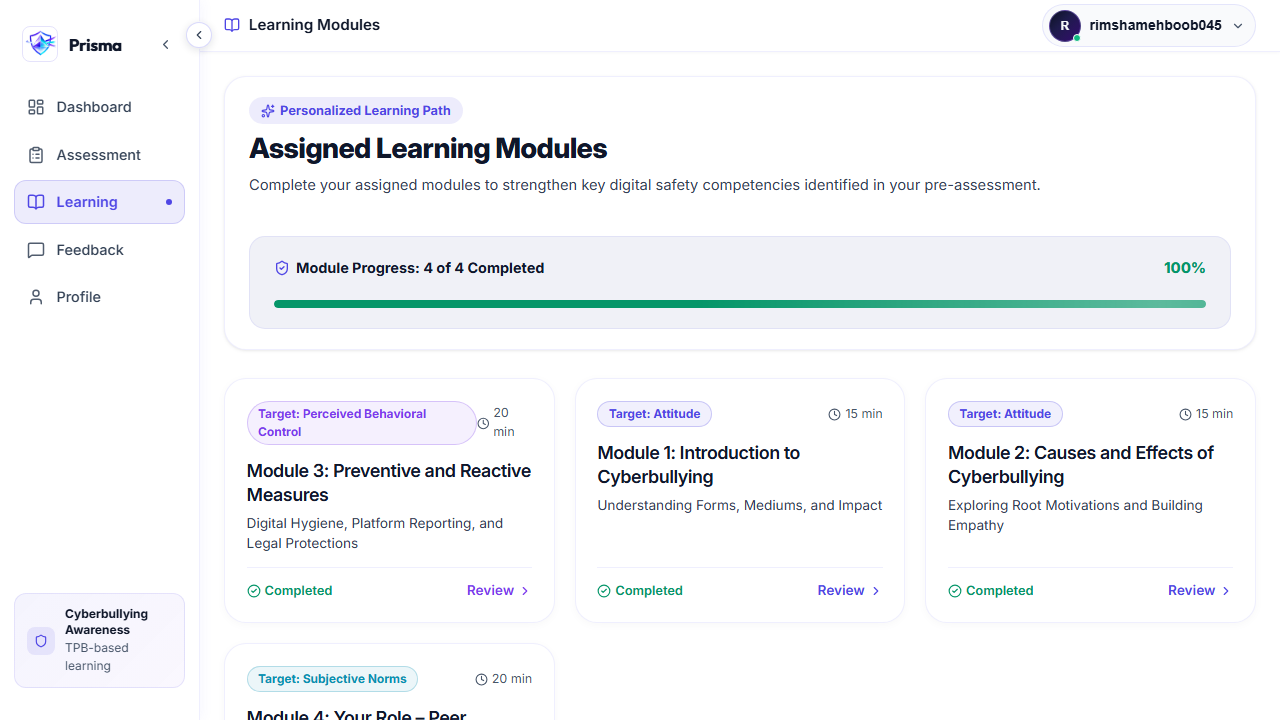 Prisma
Dashboard
Assessment
Learning
Feedback
Profile
Cyberbullying
Awareness
TPB-based
learning
Learning Modules
R
rimshamehboob045
Personalized Learning Path
Assigned Learning Modules
Complete your assigned modules to strengthen key digital safety competencies identified in your pre-assessment.
Module Progress: 4 of 4 Completed
100%
Target: Perceived Behavioral
Control
20
min
Module 3: Preventive and Reactive
Measures
Digital Hygiene, Platform Reporting, and
Legal Protections
Completed
Review
Target: Attitude
15 min
Module 1: Introduction to
Cyberbullying
Understanding Forms, Mediums, and Impact
Completed
Review
Target: Attitude
15 min
Module 2: Causes and Effects of
Cyberbullying
Exploring Root Motivations and Building
Empathy
Completed
Review
Target: Subjective Norms
20 min
Module 4: Your Role – Peer